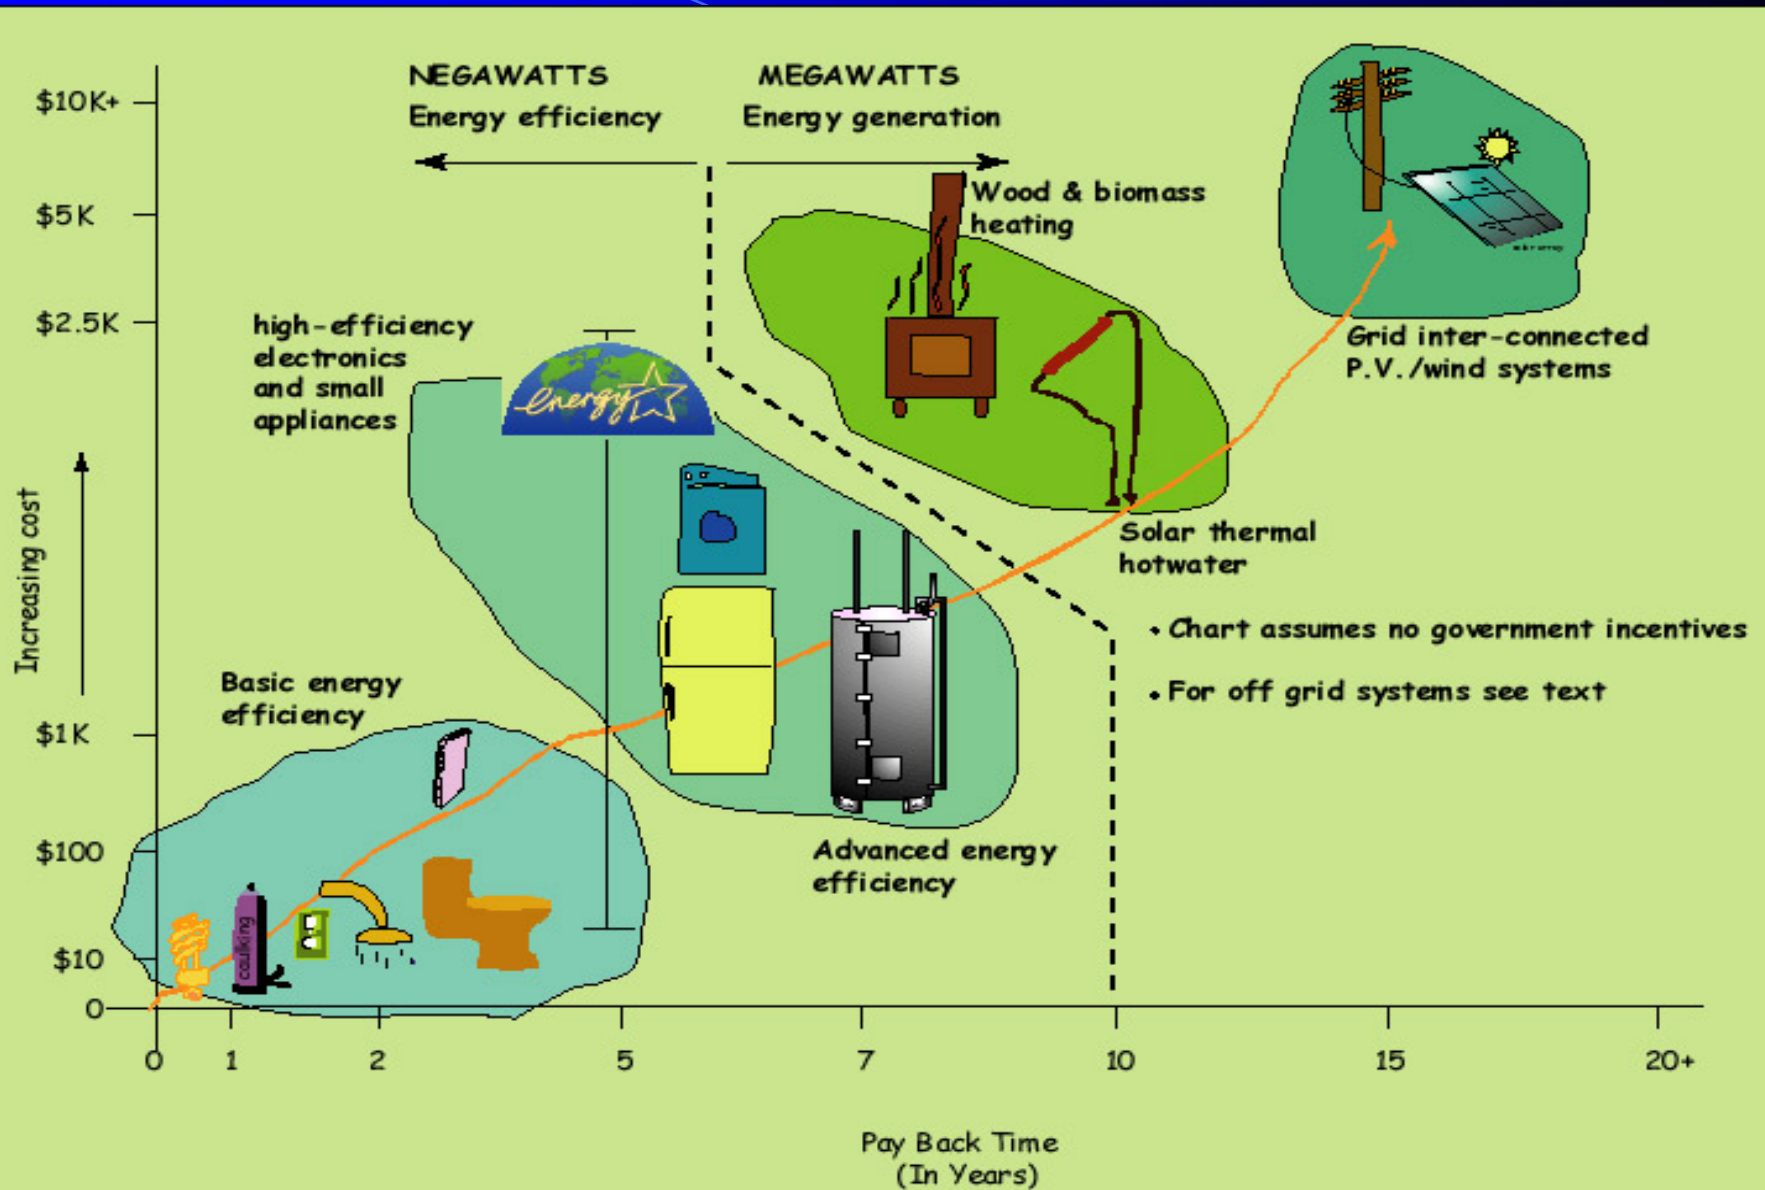 NEGAWATTS
Energy efficiency
MEGAWATTS
Energy generation
$10K+
$5K
$2.5K
$1K
$100
$10
0
Increasing cost
Wood & biomass
heating
high-efficiency
electronics
and small
appliances
energy
Grid inter-connected
P.V./wind systems
Solar thermal
hotwater
• Chart assumes no government incentives
• For off grid systems see text
Basic energy
efficiency
caulking
Advanced energy
efficiency
0 1 2 5 7 10 15 20+
Pay Back Time
(In Years)